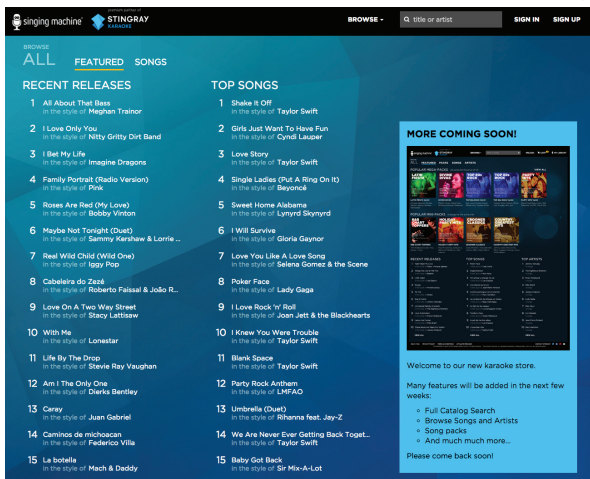 singing machine
premium partner of
STINGRAY
KARAOKE
BROWSE
title or artist
SIGN IN
SIGN UP
BROWSE
ALL
FEATURED
SONGS
RECENT RELEASES
1 All About That Bass
in the style of Meghan Trainor
2 I Love Only You
in the style of Nitty Gritty Dirt Band
3 I Bet My Life
in the style of Imagine Dragons
4 Family Portrait (Radio Version)
in the style of Pink
5 Roses Are Red (My Love)
in the style of Bobby Vinton
6 Maybe Not Tonight (Duet)
in the style of Sammy Kershaw & Lorrie ...
7 Real Wild Child (Wild One)
in the style of Iggy Pop
8 Cabeleira do Zazé
in the style of Roberto Faissal & João R...
9 Love On A Two Way Street
in the style of Stacy Lattisaw
10 With Me
in the style of Lonestar
11 Life By The Drop
in the style of Stevie Ray Vaughan
12 Am I The Only One
in the style of Dierks Bentley
13 Caray
in the style of Juan Gabriel
14 Caminos de michoacan
in the style of Federico Villa
15 La botella
in the style of Mach & Daddy
TOP SONGS
1 Shake It Off
in the style of Taylor Swift
2 Girls Just Want To Have Fun
in the style of Cyndi Lauper
3 Love Story
in the style of Taylor Swift
4 Single Ladies (Put A Ring On It)
in the style of Beyoncé
5 Sweet Home Alabama
in the style of Lynyrd Skynyrd
6 I Will Survive
in the style of Gloria Gaynor
7 Love You Like A Love Song
in the style of Selena Gomez & the Scene
8 Poker Face
in the style of Lady Gaga
9 I Love Rock 'n' Roll
in the style of Joan Jett & the Blackhearts
10 I Knew You Were Trouble
in the style of Taylor Swift
11 Blank Space
in the style of Taylor Swift
12 Party Rock Anthem
in the style of LMFAO
13 Umbrella (Duet)
in the style of Rihanna feat. Jay-Z
14 We Are Never Ever Getting Back Toget...
in the style of Taylor Swift
15 Baby Got Back
in the style of Sir Mix-A-Lot
MORE COMING SOON!
ALL
FEATURED PACKS SONGS ARTISTS
POPULAR MEGA PACKS
VIEW ALL
POPULAR MEGA PACKS
RECENT RELEASES
TOP SONGS
TOP ARTISTS
Welcome to our new karaoke store.
Many features will be added in the next few
weeks:
Full Catalog Search
Browse Songs and Artists
Song packs
And much much more...
Please come back soon!